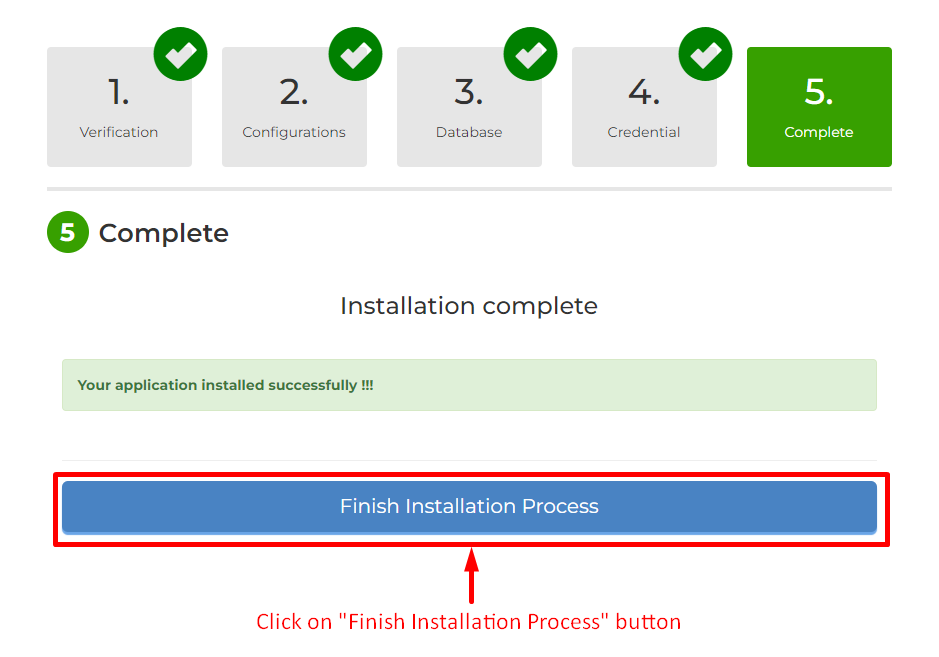 1.
Verification
2.
Configurations
3.
Database
4.
Credential
5.
Complete
5 Complete
Installation complete
Your application installed successfully !!!
Finish Installation Process
Click on "Finish Installation Process" button